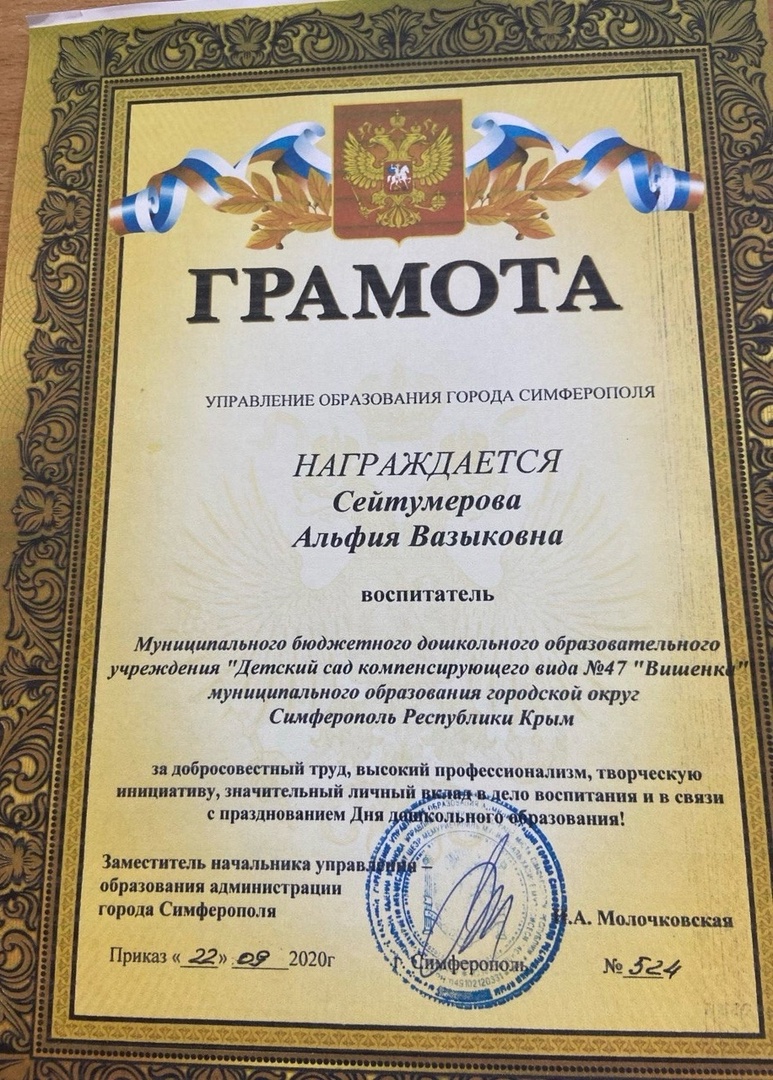 ГРАМОТА
УПРАВЛЕНИЕ ОБРАЗОВАНИЯ ГОРОДА СИМФЕРОПОЛЯ
НАГРАЖДАЕТСЯ
Сейтумерова
Альфия Вазыковна
воспитатель
Муниципального бюджетного дошкольного образовательного
учреждения "Детский сад компенсирующего вида №47 "Вишенка"
муниципального образования городской округ
Симферополь Республики Крым
за добросовестный труд, высокий профессионализм, творческую
инициативу, значительный личный вклад в дело воспитания и в связи
с празднованием Дня дошкольного образования!
Заместитель начальника управления –
образования администрации
города Симферополя
Молочковская
Приказ « 22 » 09 2020г
г. Симферополь
№ 524